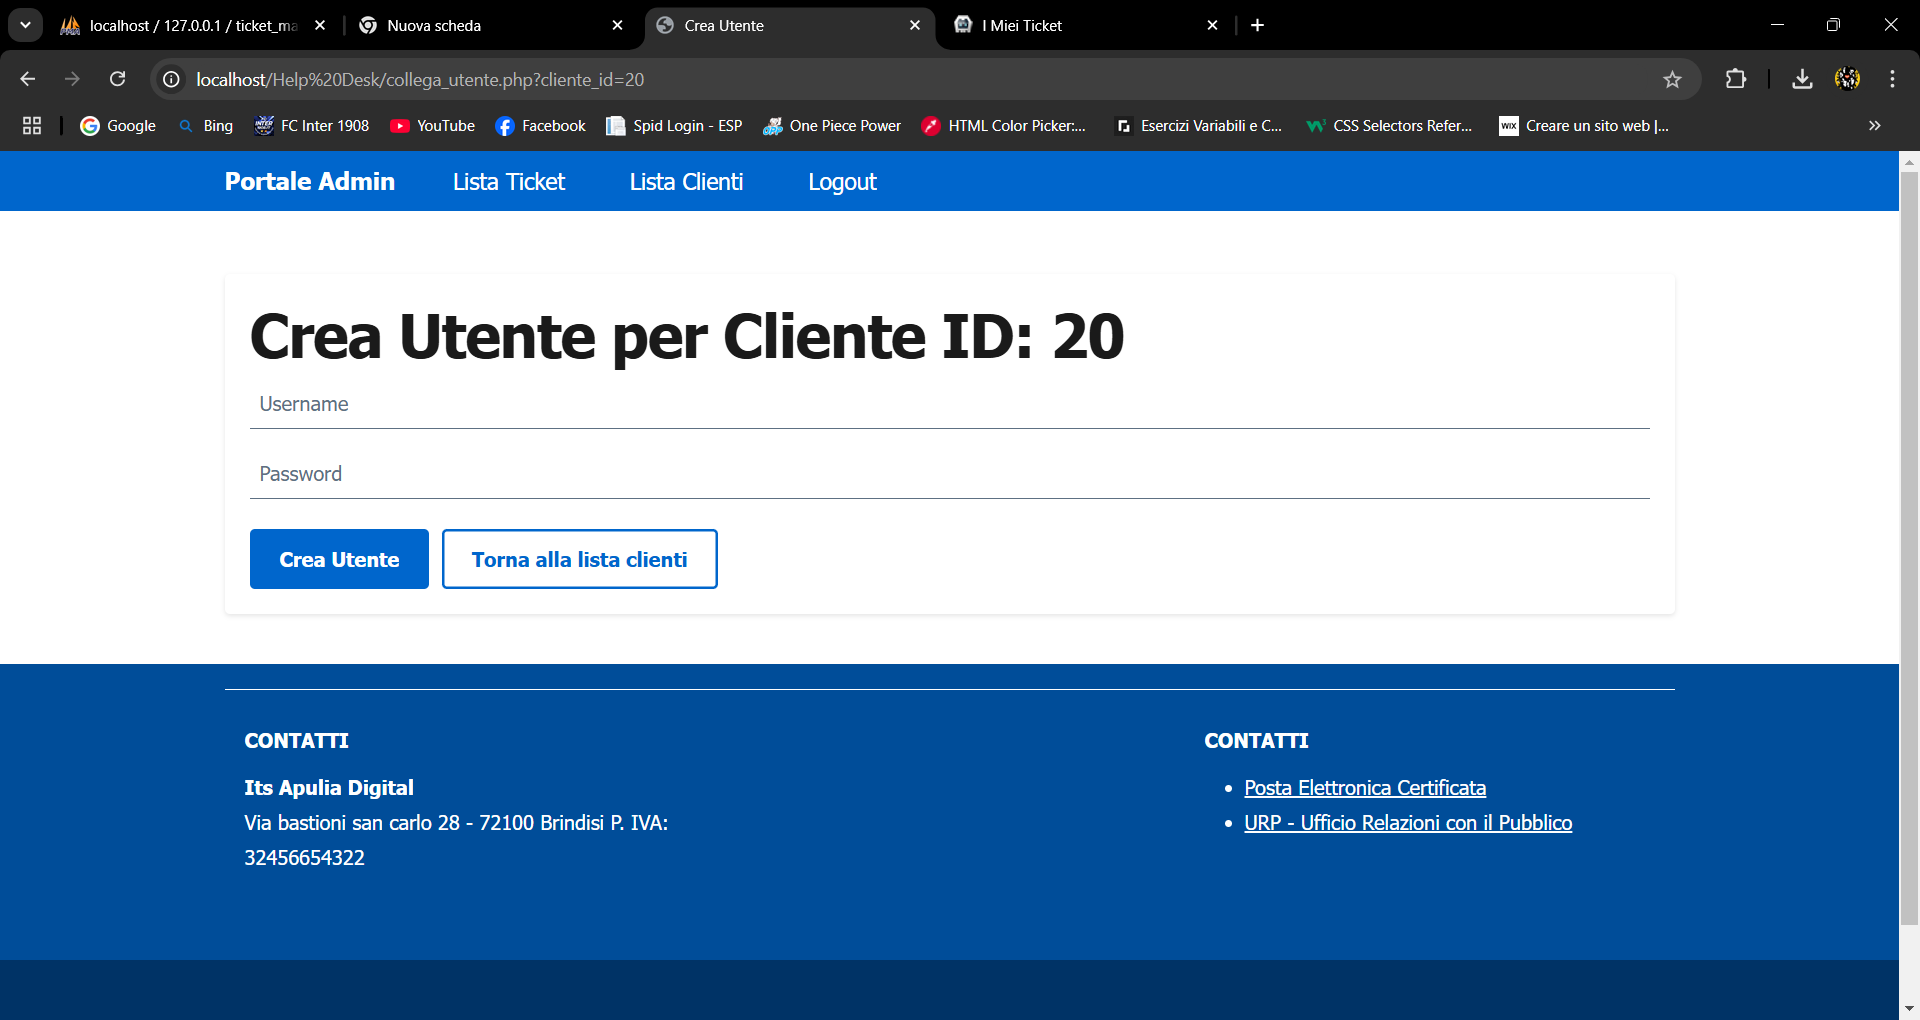 localhost / 127.0.0.1 / ticket_ma
Nuova scheda
Crea Utente
I Miei Ticket
localhost/Help%20Desk/collega_utente.php?cliente_id=20
Google
Bing
FC Inter 1908
YouTube
Facebook
Spid Login - ESP
One Piece Power
HTML Color Picker:...
Esercizi Variabili e C...
CSS Selectors Refer...
WIX
Creare un sito web |...
Portale Admin
Lista Ticket
Lista Clienti
Logout
Crea Utente per Cliente ID: 20
Username
Password
Crea Utente
Torna alla lista clienti
CONTATTI
Its Apulia Digital
Via bastioni san carlo 28 - 72100 Brindisi P. IVA:
32456654322
CONTATTI
Posta Elettronica Certificata
URP - Ufficio Relazioni con il Pubblico